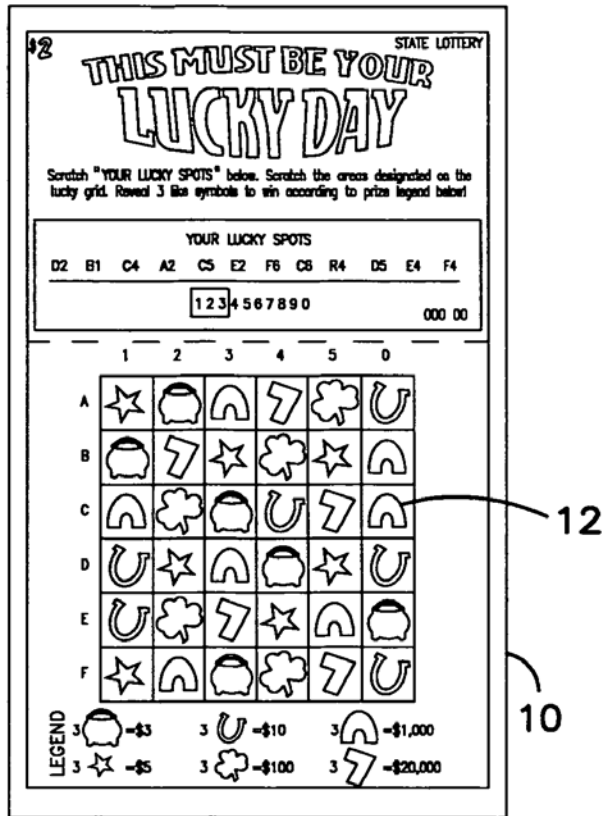 $2
STATE LOTTERY
THIS MUST BE YOUR
LUCKY DAY
Scratch "YOUR LUCKY SPOTS" below. Scratch the areas designated on the
lucky grid. Reveal 3 like symbols to win according to prize legend below!
YOUR LUCKY SPOTS
D2 B1 C4 A2 C5 E2 F6 C6 R4 D5 E4 F4
1234567890
000 00
1 2 3 4 5 0
A
B
C
12
D
E
F
10
LEGEND
3 =$3 3 =$10 3 =$1,000
3 =$5 3 =$100 3 =$20,000